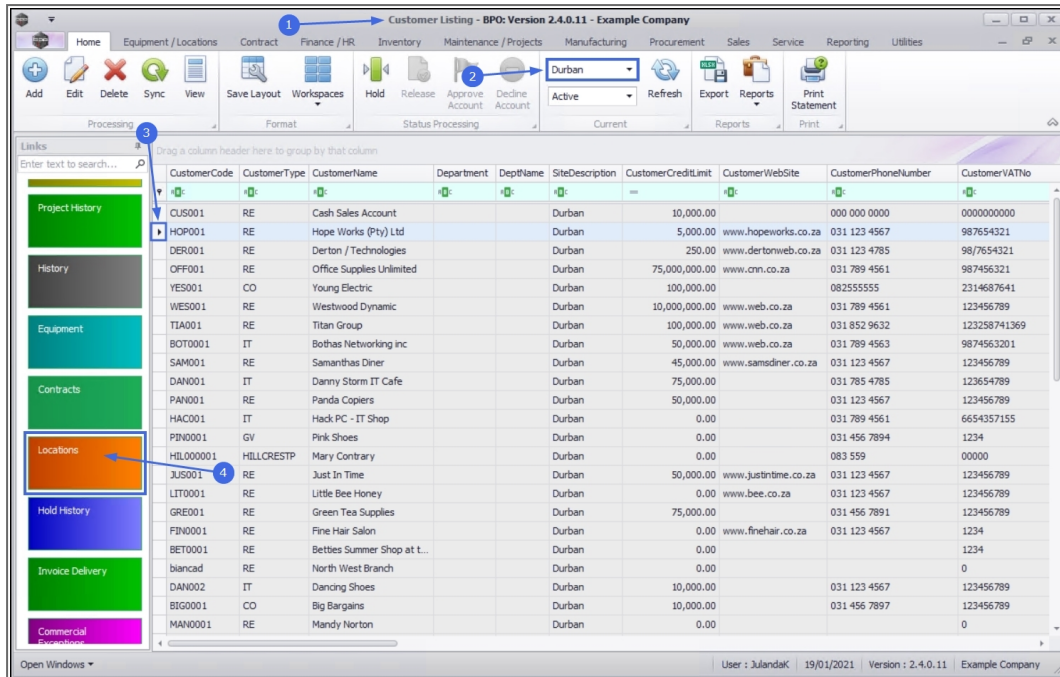 1
Customer Listing - BPO: Version 2.4.0.11 - Example Company
Home Equipment / Locations Contract Finance / HR Inventory Maintenance / Projects Manufacturing Procurement Sales Service Reporting Utilities
2
Durban
Add Edit Delete Sync View Save Layout Workspaces Hold Release Approve Account Decline Account Active Refresh Export Reports Print Statement
Processing Format Status Processing Current Reports Print
3
Links
Drag a column header here to group by that column
Enter text to search...
CustomerCode CustomerType CustomerName Department DeptName SiteDescription CustomerCreditLimit CustomerWebSite CustomerPhoneNumber CustomerVATNo
CUS001 RE Cash Sales Account Durban 10,000.00 000 000 0000 0000000000
HOP001 RE Hope Works (Pty) Ltd Durban 5,000.00 www.hopeworks.co.za 031 123 4567 987654321
DER001 RE Derton / Technologies Durban 250.00 www.dertonweb.co.za 031 123 4785 98/7654321
OFF001 RE Office Supplies Unlimited Durban 75,000,000.00 www.cnn.co.za 031 789 4561 987456321
YES001 CO Young Electric Durban 100,000.00 082555555 2314687641
WES001 RE Westwood Dynamic Durban 10,000,000.00 www.web.co.za 031 789 4561 123456789
TIA001 RE Titan Group Durban 100,000.00 www.web.co.za 031 852 9632 123258741369
BOT0001 IT Bothas Networking inc Durban 50,000.00 www.web.co.za 031 789 4563 9874563201
SAM001 RE Samanthas Diner Durban 45,000.00 www.samsdiner.co.za 031 123 4567 123456789
DAN001 IT Danny Storm IT Cafe Durban 75,000.00 031 785 4785 123654789
PAN001 RE Panda Copiers Durban 50,000.00 031 123 4567 123456789
HAC001 IT Hack PC - IT Shop Durban 0.00 031 789 4561 6654357155
PIN0001 GV Pink Shoes Durban 0.00 031 456 7894 1234
HIL000001 HILLCRESTP Mary Contrary Durban 0.00 083 559 00000
JUS001 RE Just In Time Durban 50,000.00 www.justintime.co.za 031 123 4567 123456789
LIT0001 RE Little Bee Honey Durban 0.00 www.bee.co.za 031 123 4567 123456789
GRE001 RE Green Tea Supplies Durban 75,000.00 031 456 7891 123456789
FIN0001 RE Fine Hair Salon Durban 0.00 www.finehair.co.za 031 123 4567 1234
BET0001 RE Betties Summer Shop at t... Durban 0.00 1234
biancad RE North West Branch Durban 0.00 0
DAN002 IT Dancing Shoes Durban 10,000.00 031 123 4567 123456789
BIG0001 CO Big Bargains Durban 10,000.00 031 456 7897 123456789
MAN0001 RE Mandy Norton Durban 0.00 0
Project History
History
Equipment
Contracts
Locations
4
Hold History
Invoice Delivery
Commercial
Exceptions
Open Windows User : JulandaK 19/01/2021 Version : 2.4.0.11 Example Company